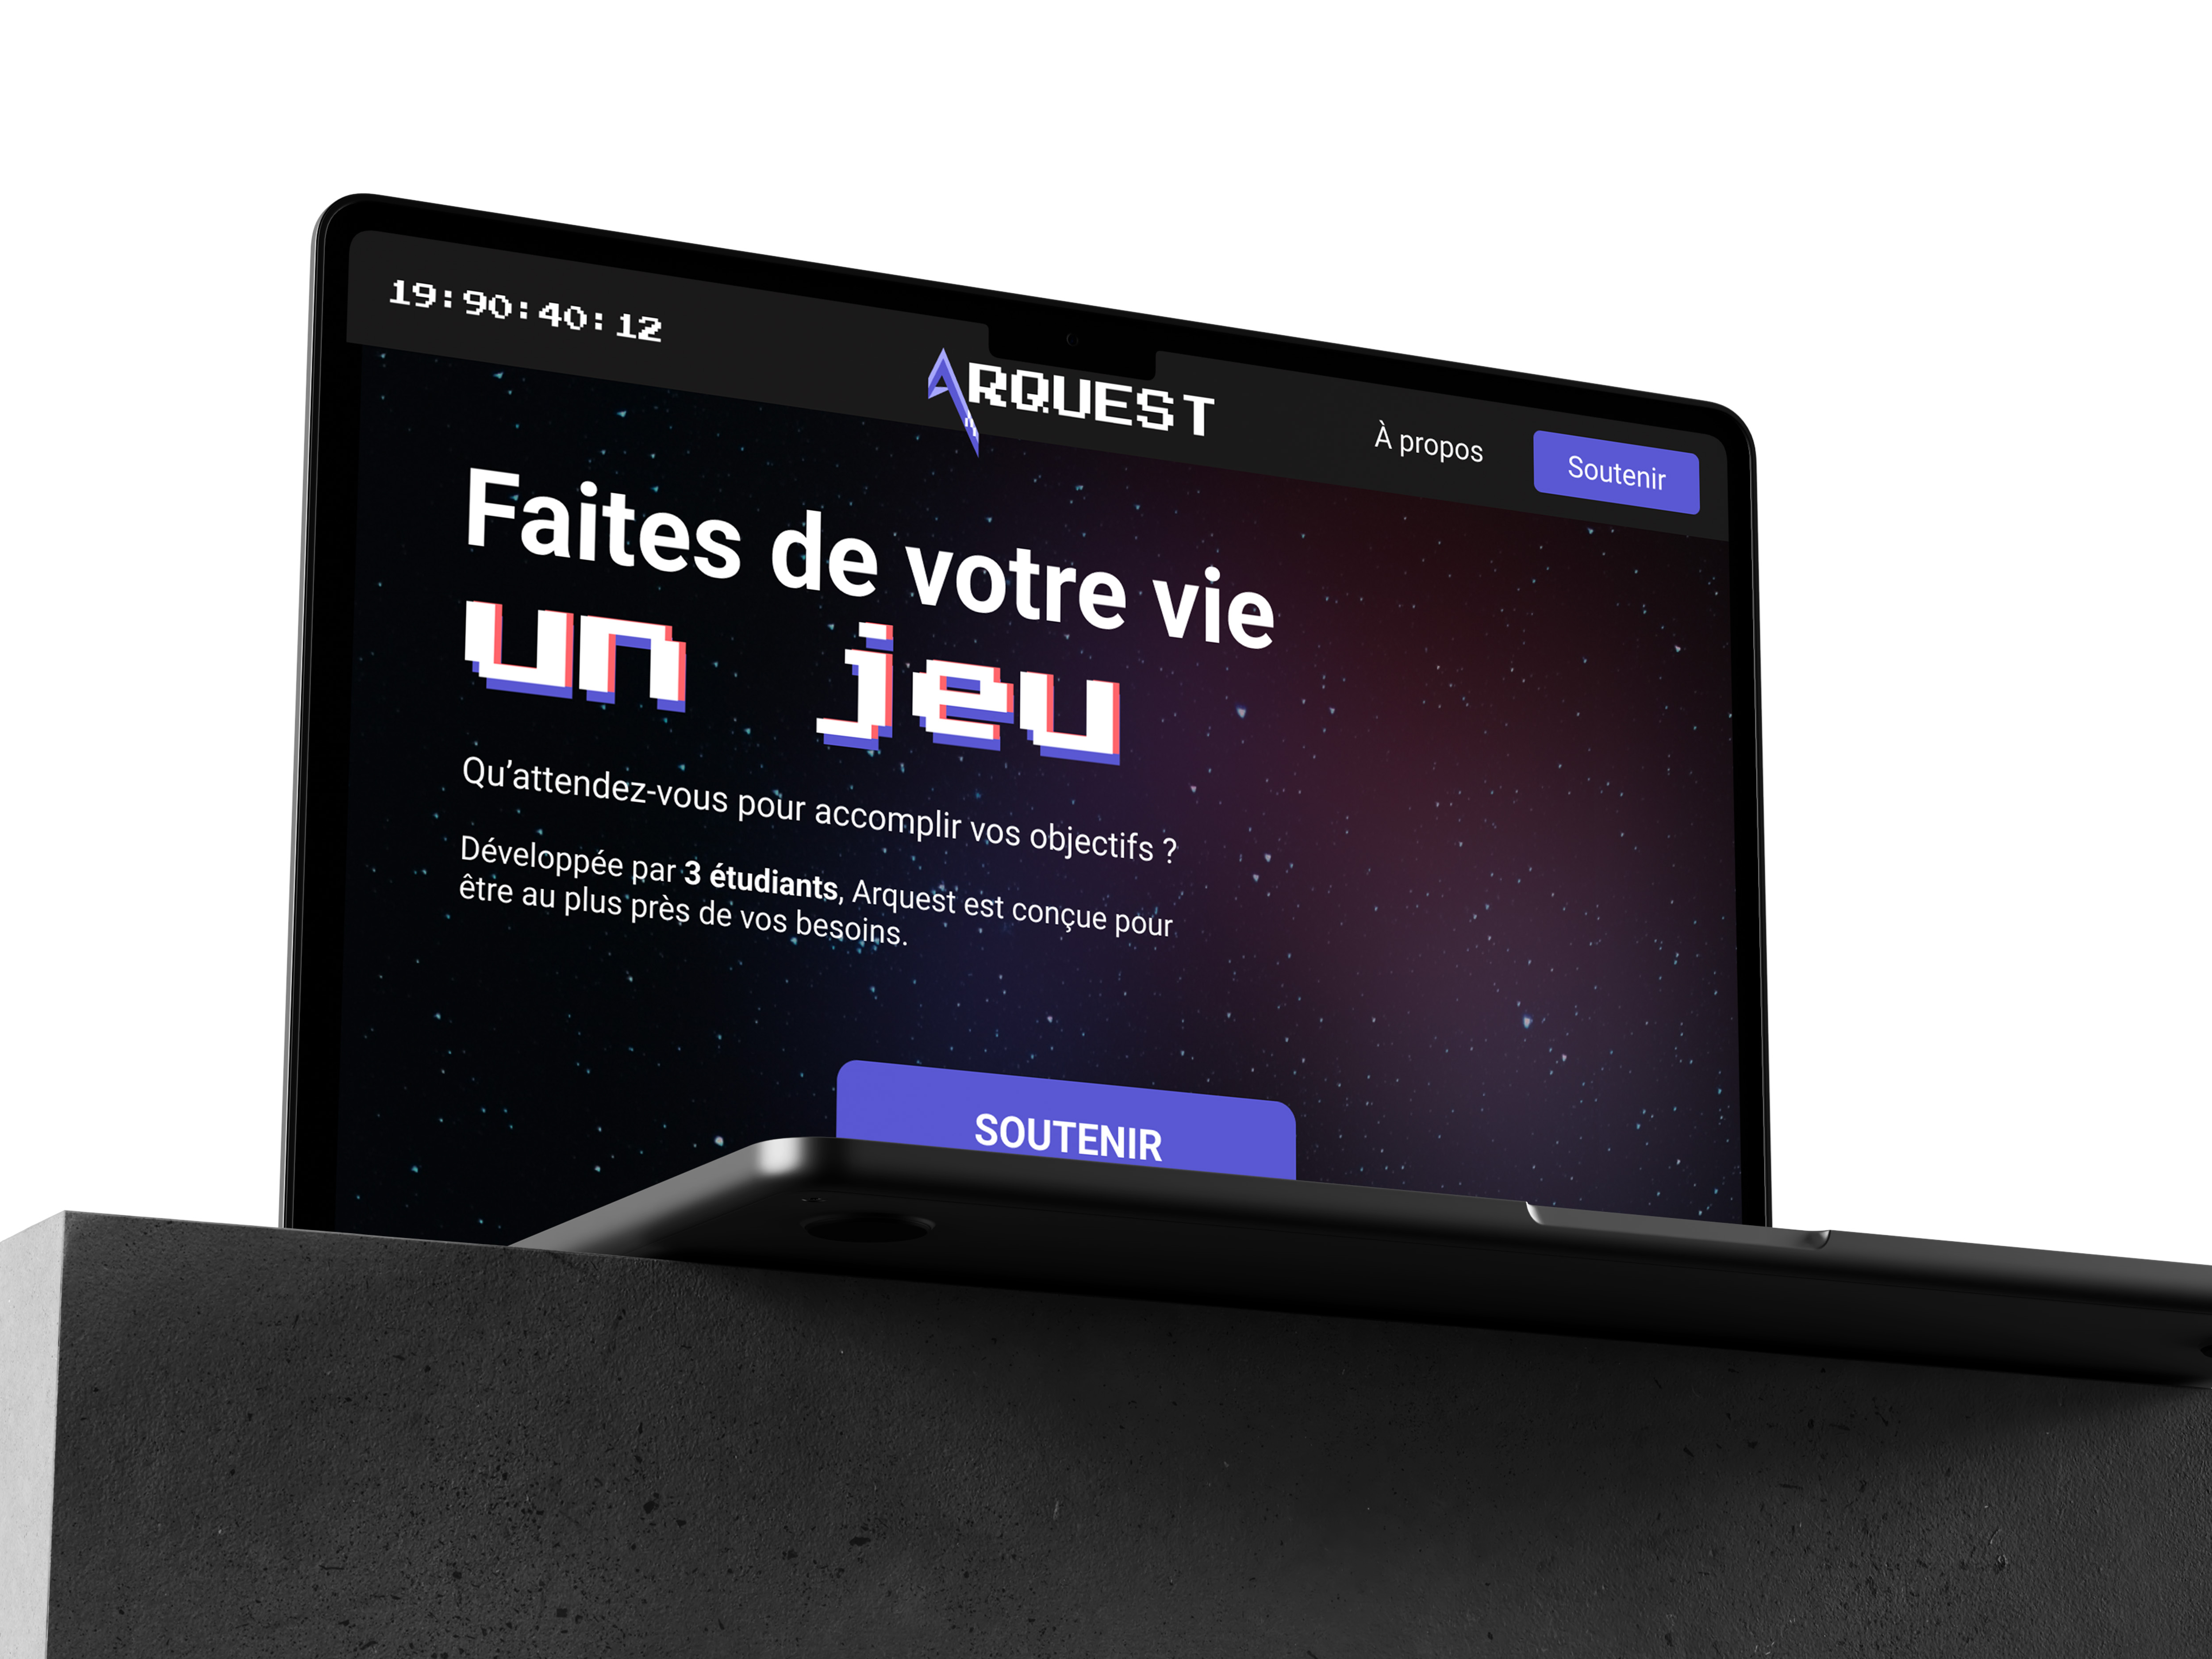 19:90:40:12
ARQUEST
À propos
Soutenir
Faites de votre vie
un jeu
Qu’attendez-vous pour accomplir vos objectifs ?
Développée par 3 étudiants, Arquest est conçue pour
être au plus près de vos besoins.
SOUTENIR